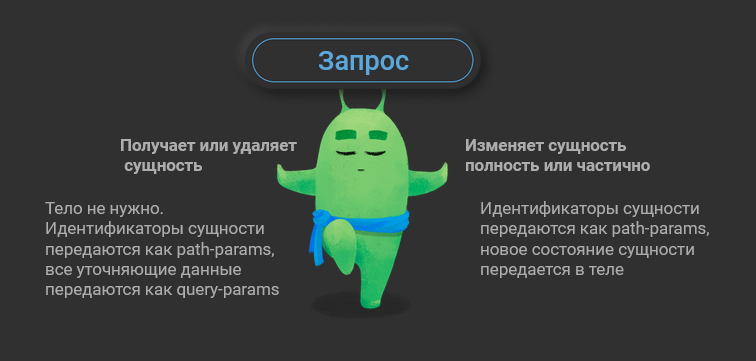 Запрос
Получает или удаляет
сущность
Тело не нужно.
Идентификаторы сущности
передаются как path-params,
все уточняющие данные
передаются как query-params
Изменяет сущность
полность или частично
Идентификаторы сущности
передаются как path-params,
новое состояние сущности
передается в теле